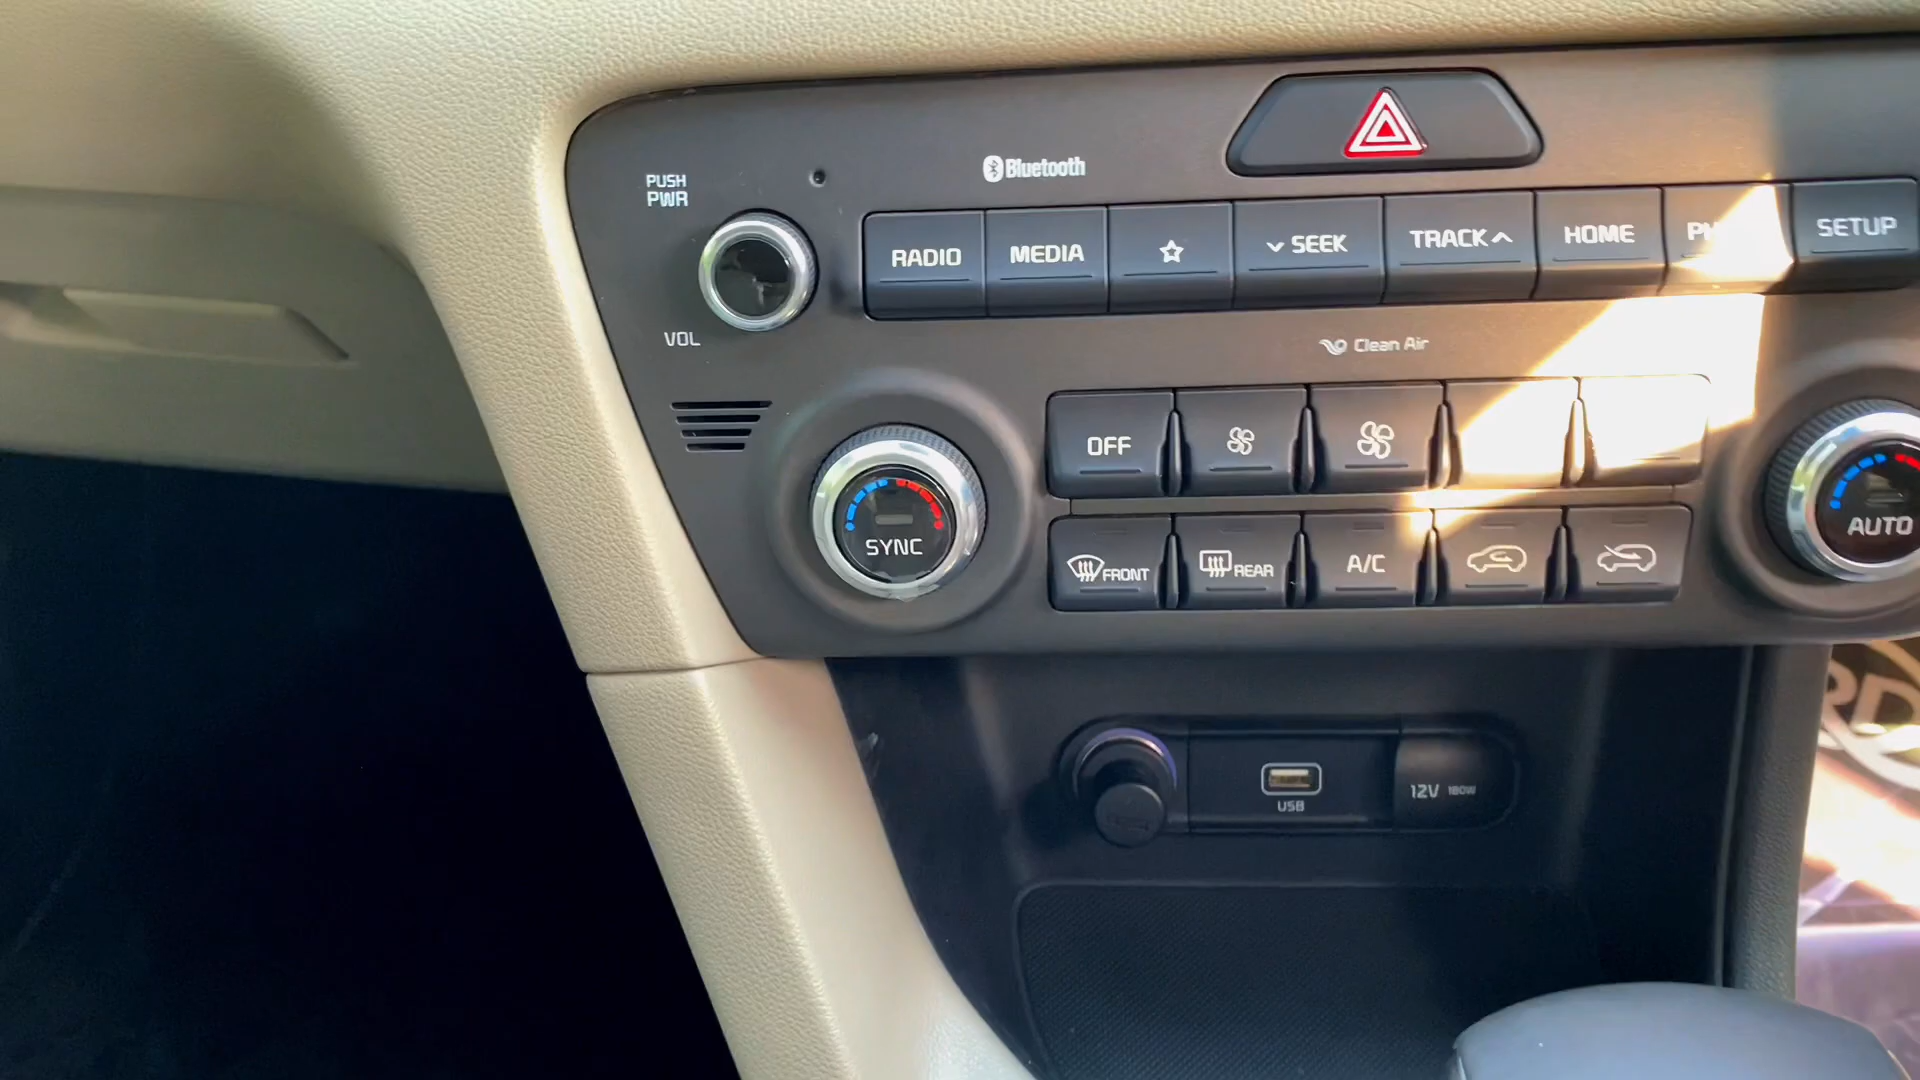 PUSH
PWR
Bluetooth
RADIO
MEDIA
SEEK
TRACK
HOME
SETUP
VOL
Clean Air
OFF
SYNC
AUTO
FRONT
REAR
A/C
USB
12V 180W